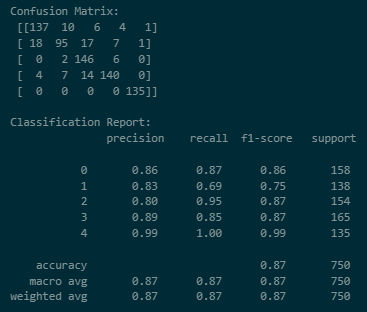 Confusion Matrix:
[[137 10 6 4 1]
[ 18 95 17 7 1]
[ 0 2 146 6 0]
[ 4 7 14 140 0]
[ 0 0 0 0 135]]
Classification Report:
precision recall f1-score support
0 0.86 0.87 0.86 158
1 0.83 0.69 0.75 138
2 0.80 0.95 0.87 154
3 0.89 0.85 0.87 165
4 0.99 1.00 0.99 135
accuracy 0.87 750
macro avg 0.87 0.87 0.87 750
weighted avg 0.87 0.87 0.87 750